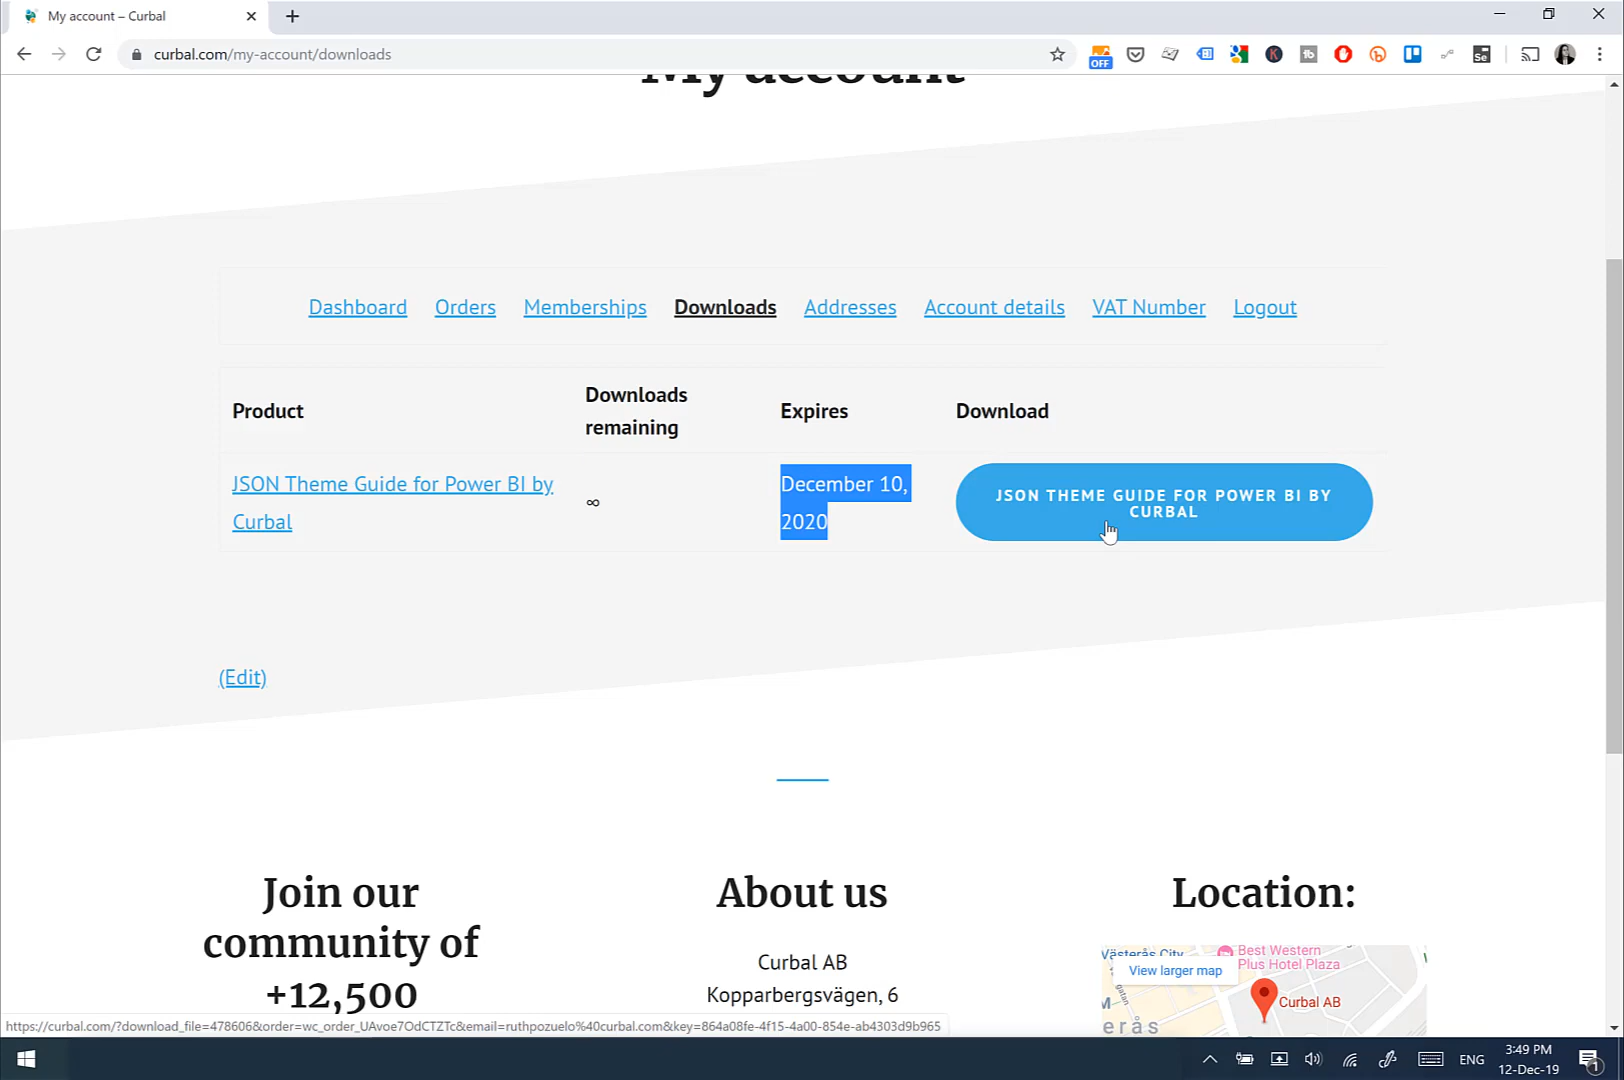 My account – Curbal
curbal.com/my-account/downloads
OFF
My account
Dashboard Orders Memberships Downloads Addresses Account details VAT Number Logout
Product
Downloads
remaining
Expires
Download
JSON Theme Guide for Power BI by
Curbal
∞
December 10,
2020
JSON THEME GUIDE FOR POWER BI BY
CURBAL
(Edit)
Join our
community of
+12,500
About us
Curbal AB
Kopparbergsvägen, 6
Location:
Västerås City
Best Western
Plus Hotel Plaza
View larger map
Curbal AB
erås
https://curbal.com/?download_file=478606&order=wc_order_UAvoe7OdCTZTc&email=ruthpozuelo%40curbal.com&key=864a08fe-4f15-4a00-854e-ab4303d9b965
ENG
3:49 PM
12-Dec-19
1